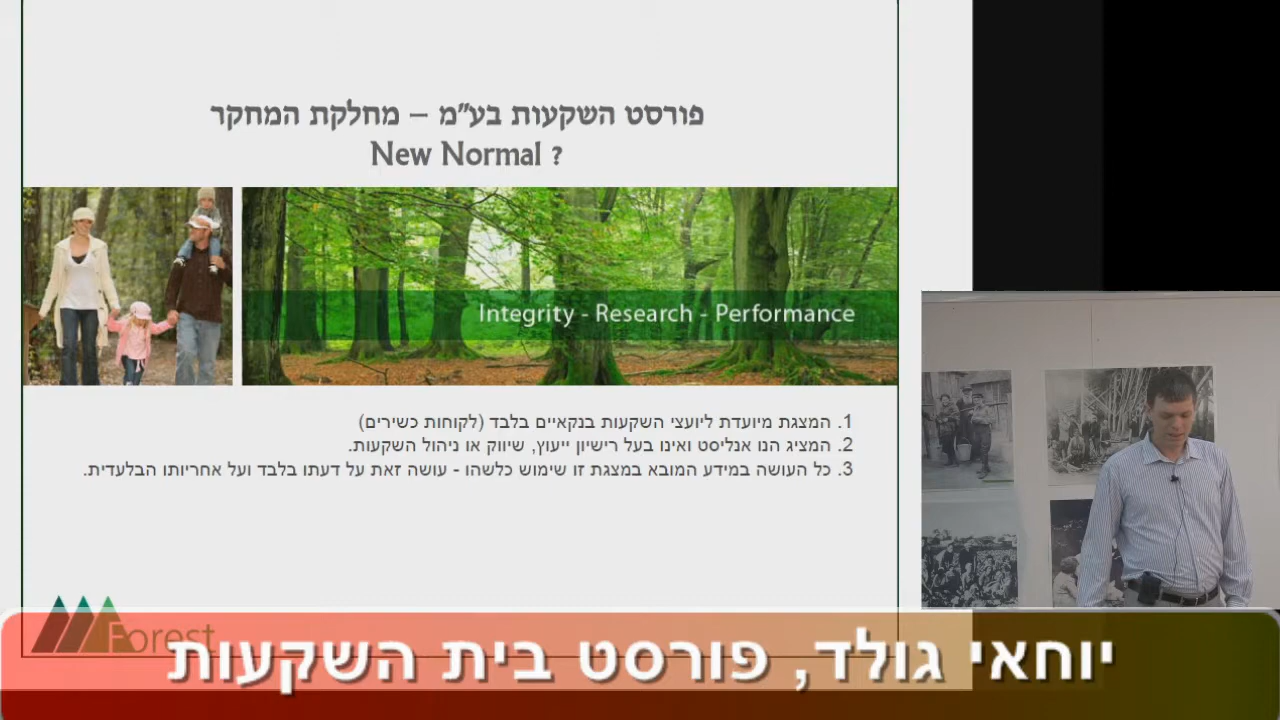 פורסט השקעות בע"מ – מחלקת המחקר
New Normal ?
Integrity - Research - Performance
1. המצגת מיועדת ליועצי השקעות בנקאיים בלבד (לקוחות כשירים)
2. המציג הנו אנליסט ואינו בעל רישיון ייעוץ, שיווק או ניהול השקעות.
3. כל העושה במידע המובא במצגת זו שימוש כלשהו - עושה זאת על דעתו בלבד ועל אחריותו הבלעדית.
Forest
יוחאי גולד, פורסט בית השקעות